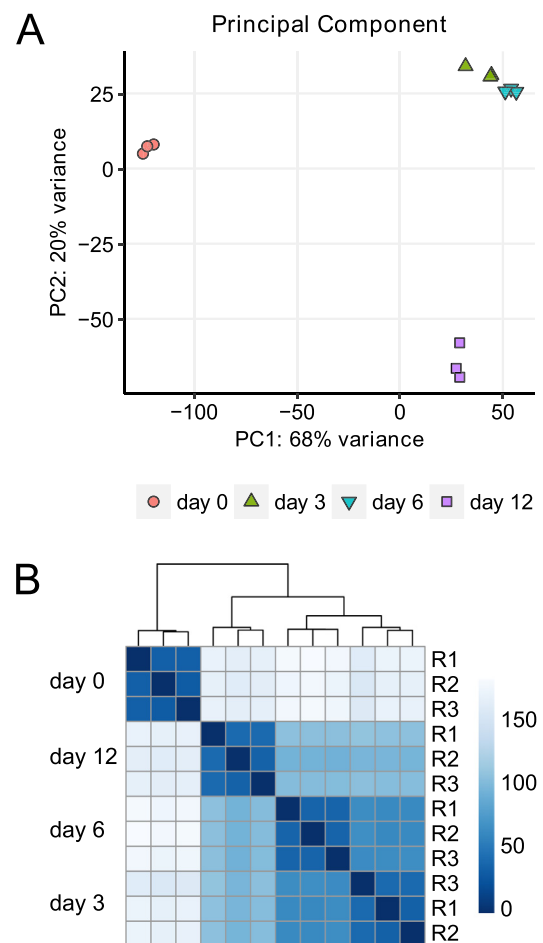 A
Principal Component
25
0
−25
−50
PC2: 20% variance
−100 −50 0 50
PC1: 68% variance
day 0 day 3 day 6 day 12
B
R1
day 0 R2
R3
R1
day 12 R2
R3
R1
day 6 R2
R3
R3
day 3 R1
R2
150
100
50
0